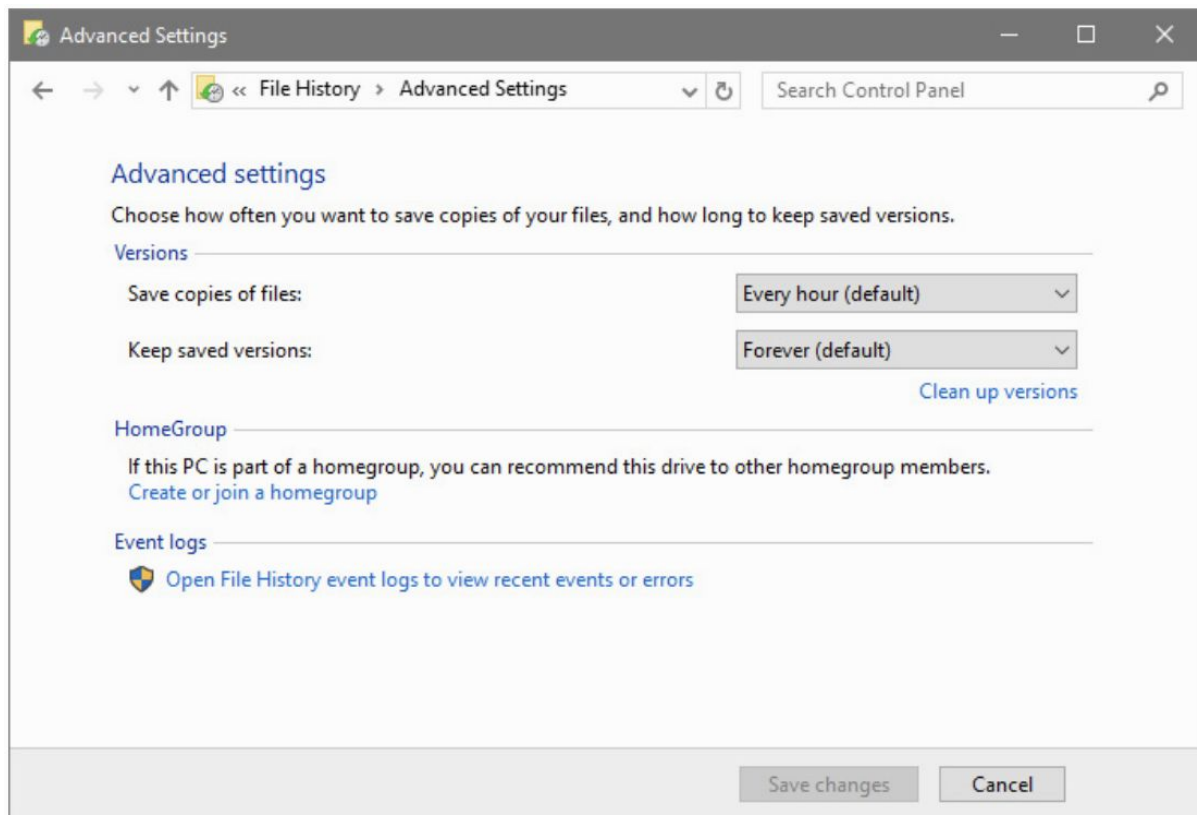 Advanced Settings
« File History › Advanced Settings
Search Control Panel
Advanced settings
Choose how often you want to save copies of your files, and how long to keep saved versions.
Versions
Save copies of files:
Every hour (default)
Keep saved versions:
Forever (default)
Clean up versions
HomeGroup
If this PC is part of a homegroup, you can recommend this drive to other homegroup members.
Create or join a homegroup
Event logs
Open File History event logs to view recent events or errors
Save changes
Cancel